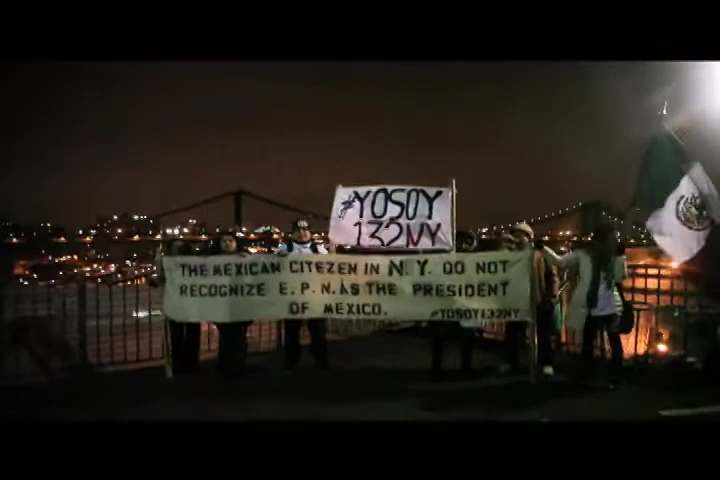 YOSOY
132NY
THE MEXICAN CITEZEN IN N.Y. DO NOT
RECOGNIZE E.P.N. AS THE PRESIDENT
OF MEXICO.
#YOSOY132NY